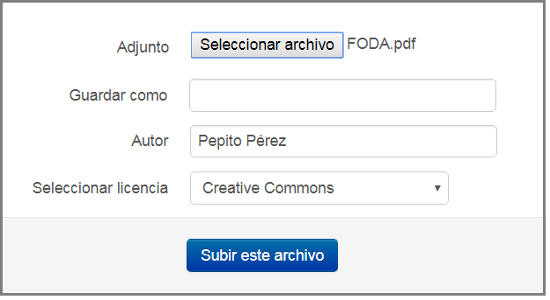 Adjunto Seleccionar archivo FODA.pdf
Guardar como
Autor Pepito Pérez
Seleccionar licencia Creative Commons
Subir este archivo